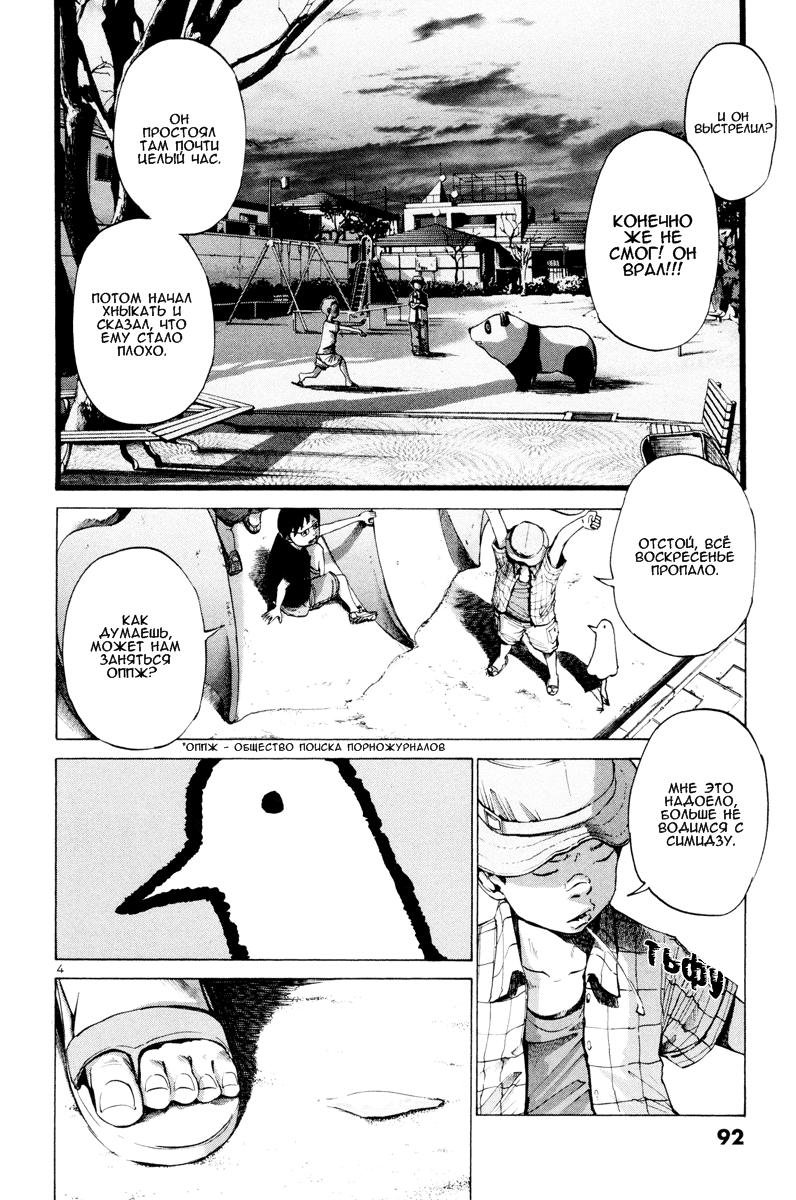 И ОН
ВЫСТРЕЛИЛ?
КОНЕЧНО
ЖЕ НЕ
СМОГ! ОН
ВРАЛ!!!
ОН
ПРОСТОЯЛ
ТАМ ПОЧТИ
ЦЕЛЫЙ ЧАС.
ПОТОМ НАЧАЛ
ХНЫКАТЬ И
СКАЗАЛ, ЧТО
ЕМУ СТАЛО
ПЛОХО.
ОТСТОЙ, ВСЁ
ВОСКРЕСЕНЬЕ
ПРОПАЛО.
КАК
ДУМАЕШЬ,
МОЖЕТ НАМ
ЗАНЯТЬСЯ
ОППЖ?
*ОППЖ - ОБЩЕСТВО ПОИСКА ПОРНОЖУРНАЛОВ
МНЕ ЭТО
НАДОЕЛО,
БОЛЬШЕ НЕ
ВОДИМСЯ С
СИМИДЗУ.
тьфу
4
92